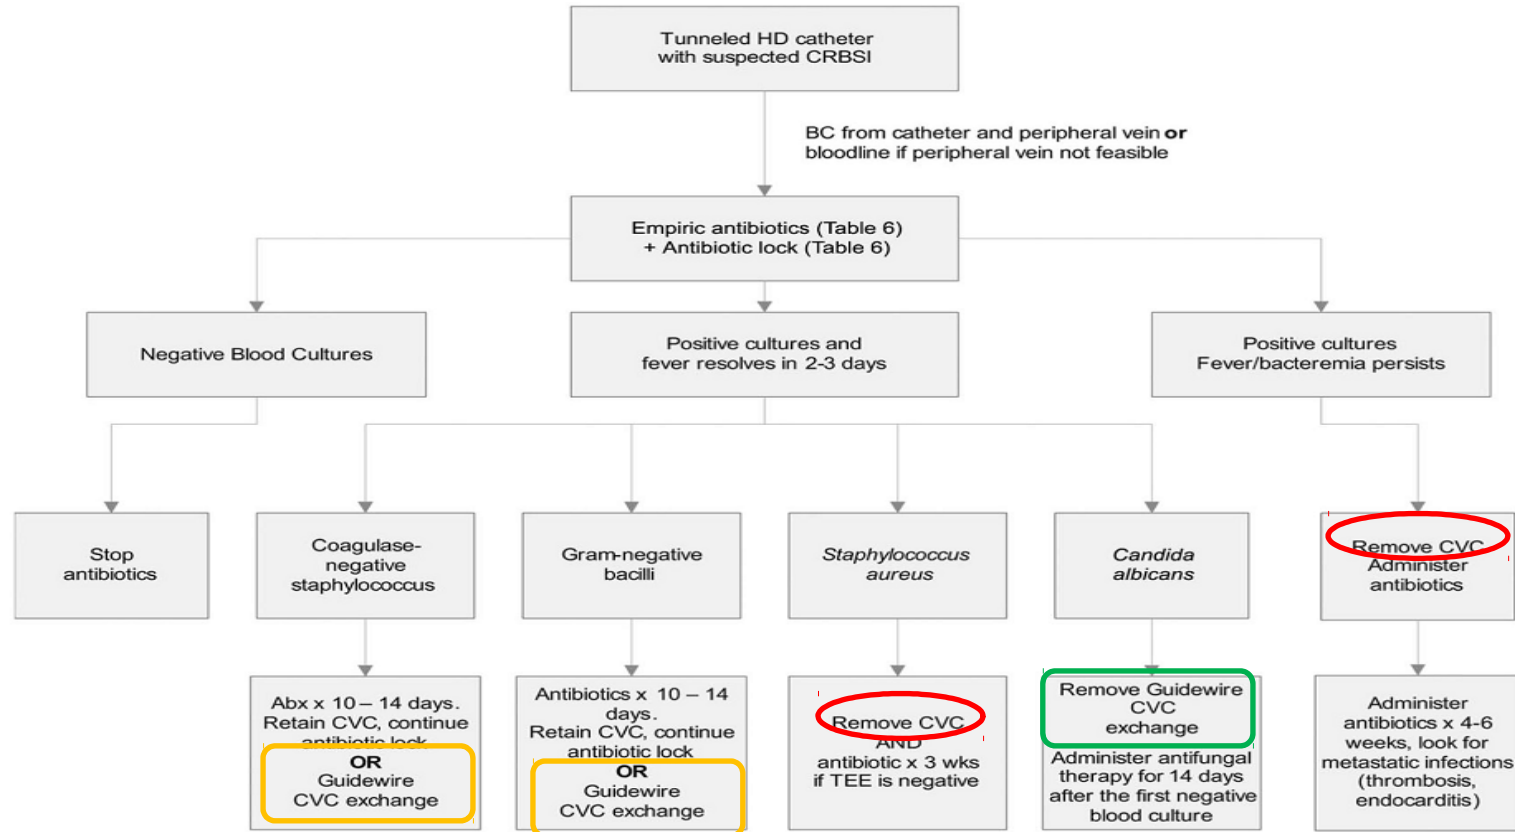 Tunneled HD catheter
with suspected CRBSI
BC from catheter and peripheral vein or
bloodline if peripheral vein not feasible
Empiric antibiotics (Table 6)
+ Antibiotic lock (Table 6)
Negative Blood Cultures
Positive cultures and
fever resolves in 2-3 days
Positive cultures
Fever/bacteremia persists
Stop
antibiotics
Coagulase-
negative
staphylococcus
Gram-negative
bacilli
Staphylococcus
aureus
Candida
albicans
Remove CVC
Administer
antibiotics
Abx x 10 – 14 days.
Retain CVC, continue
antibiotic lock
OR
Guidewire
CVC exchange
Antibiotics x 10 – 14
days.
Retain CVC, continue
antibiotic lock
OR
Guidewire
CVC exchange
Remove CVC
AND
antibiotic x 3 wks
if TEE is negative
Remove Guidewire
CVC
exchange
Administer antifungal
therapy for 14 days
after the first negative
blood culture
Administer
antibiotics x 4-6
weeks, look for
metastatic infections
(thrombosis,
endocarditis)